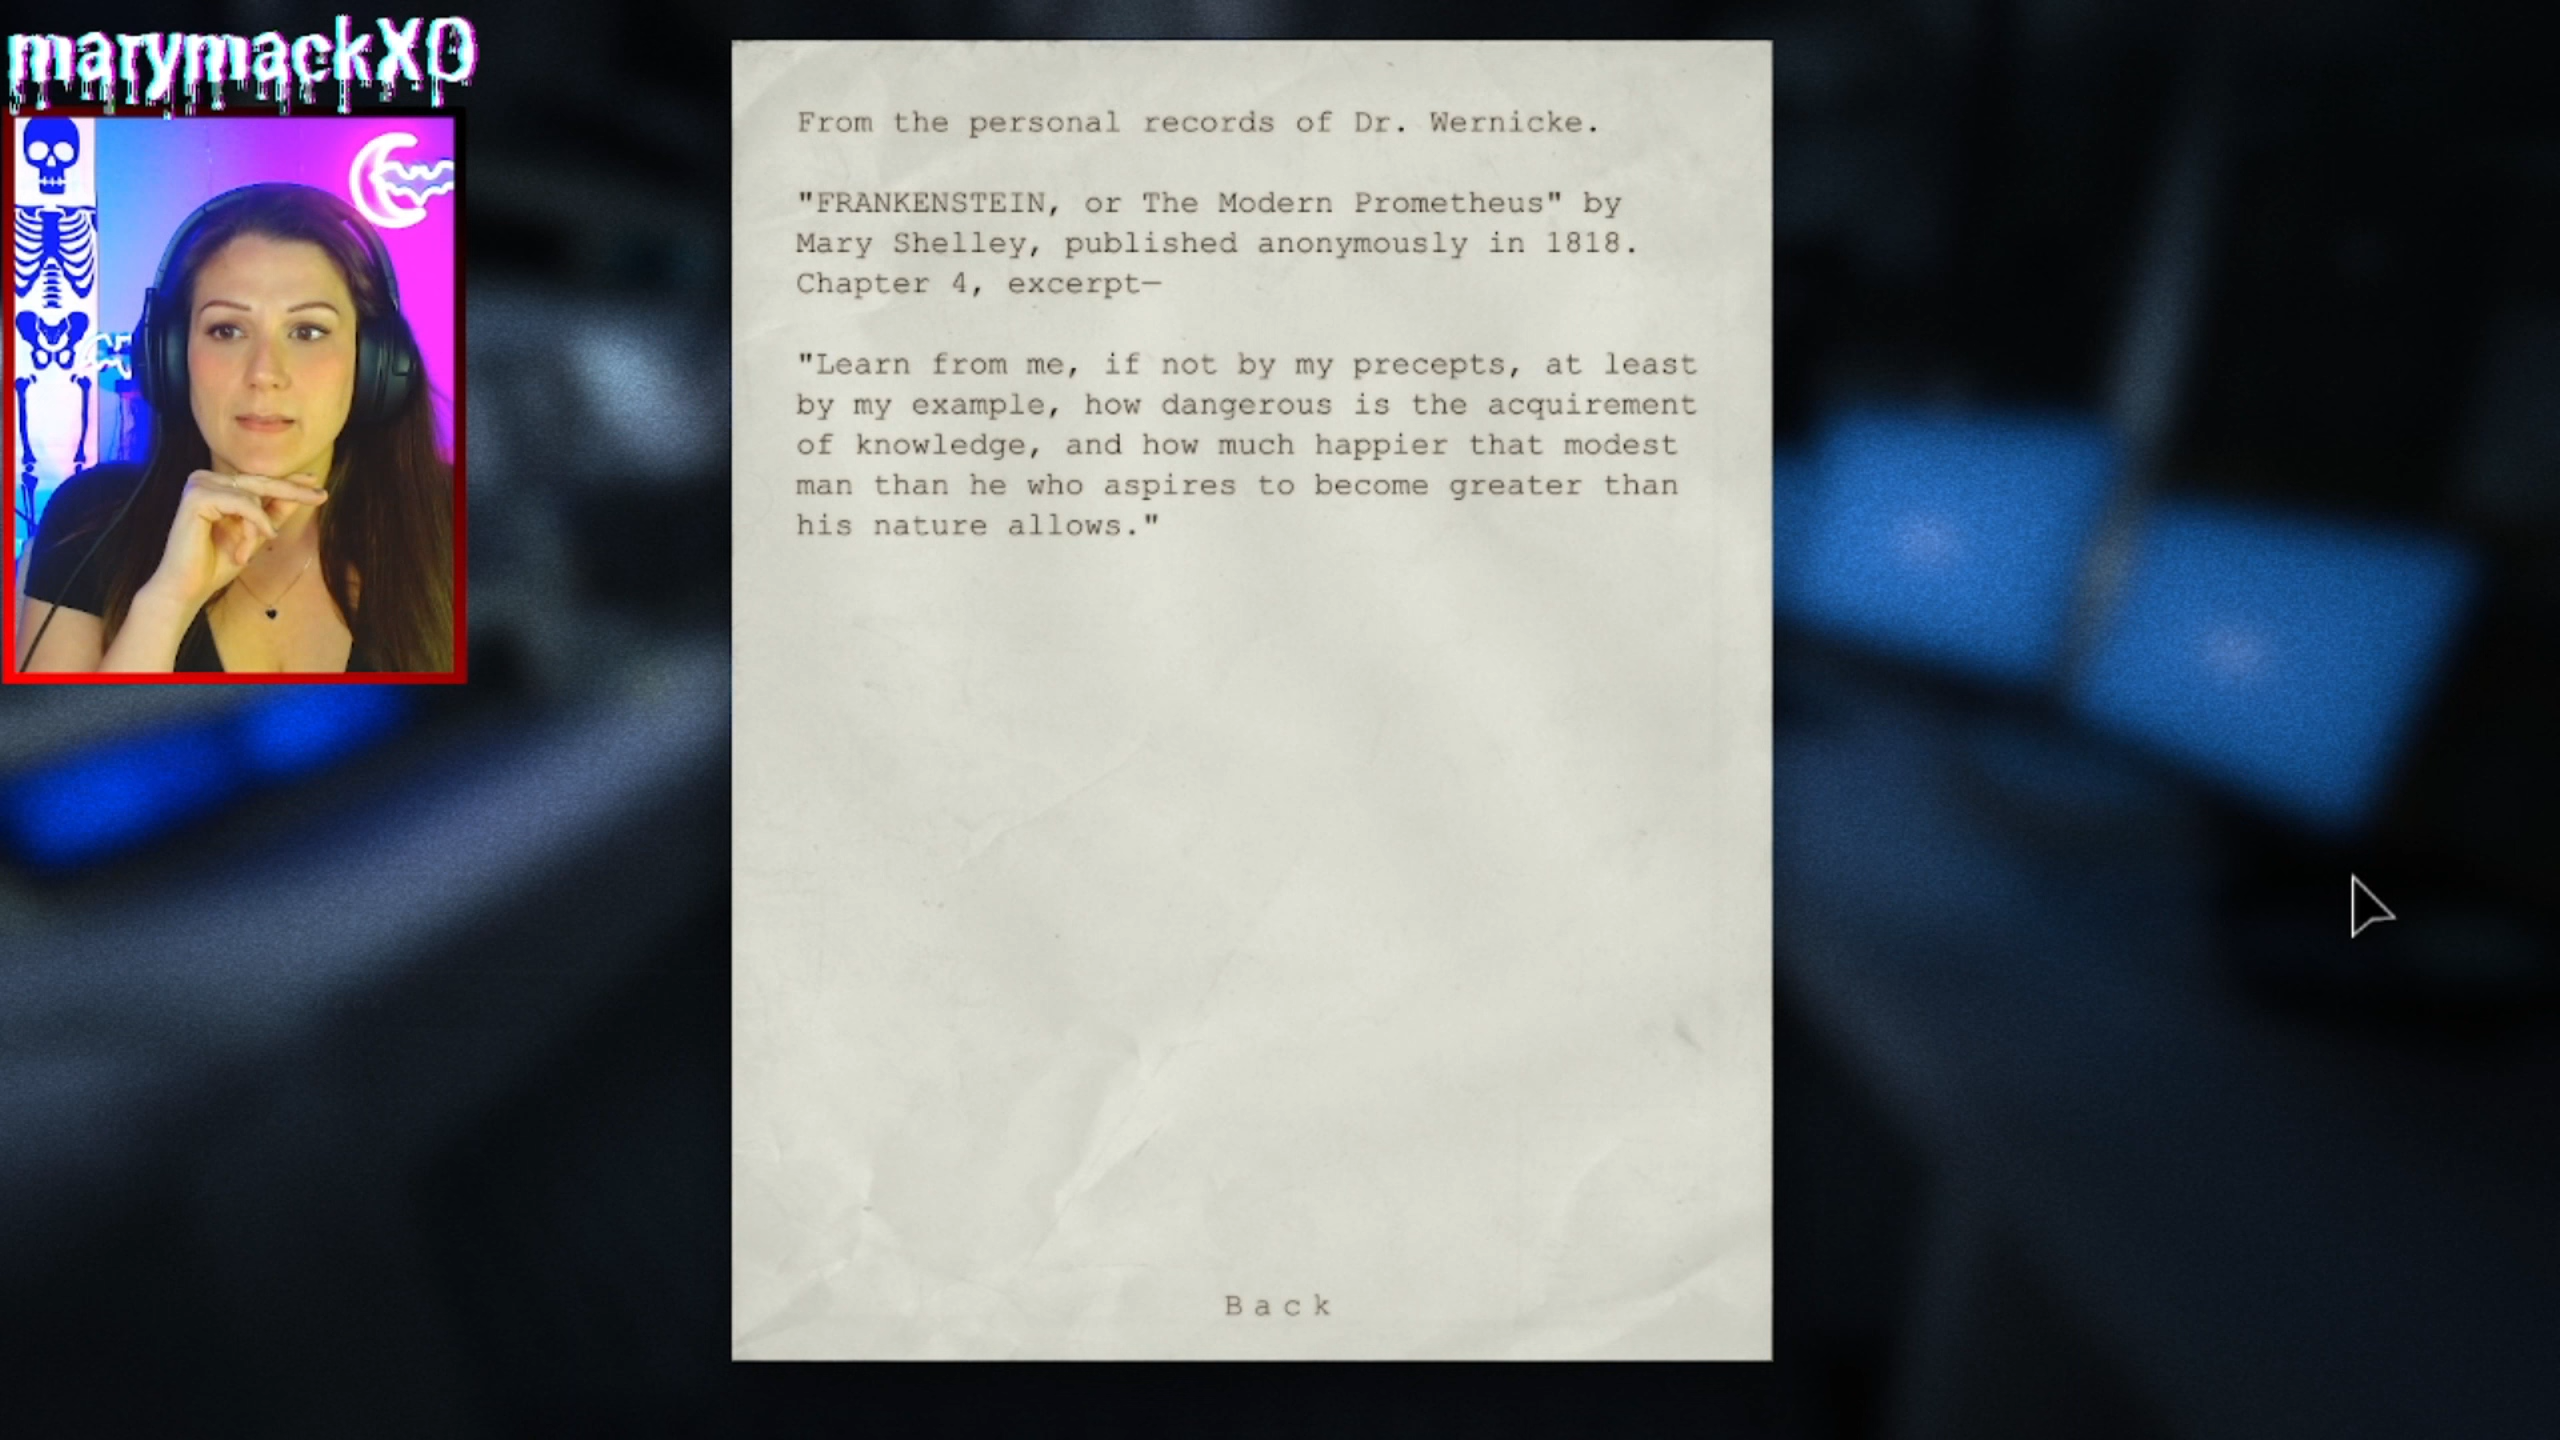 marymackXO
From the personal records of Dr. Wernicke.
"FRANKENSTEIN, or The Modern Prometheus" by
Mary Shelley, published anonymously in 1818.
Chapter 4, excerpt—
"Learn from me, if not by my precepts, at least
by my example, how dangerous is the acquirement
of knowledge, and how much happier that modest
man than he who aspires to become greater than
his nature allows."
Back